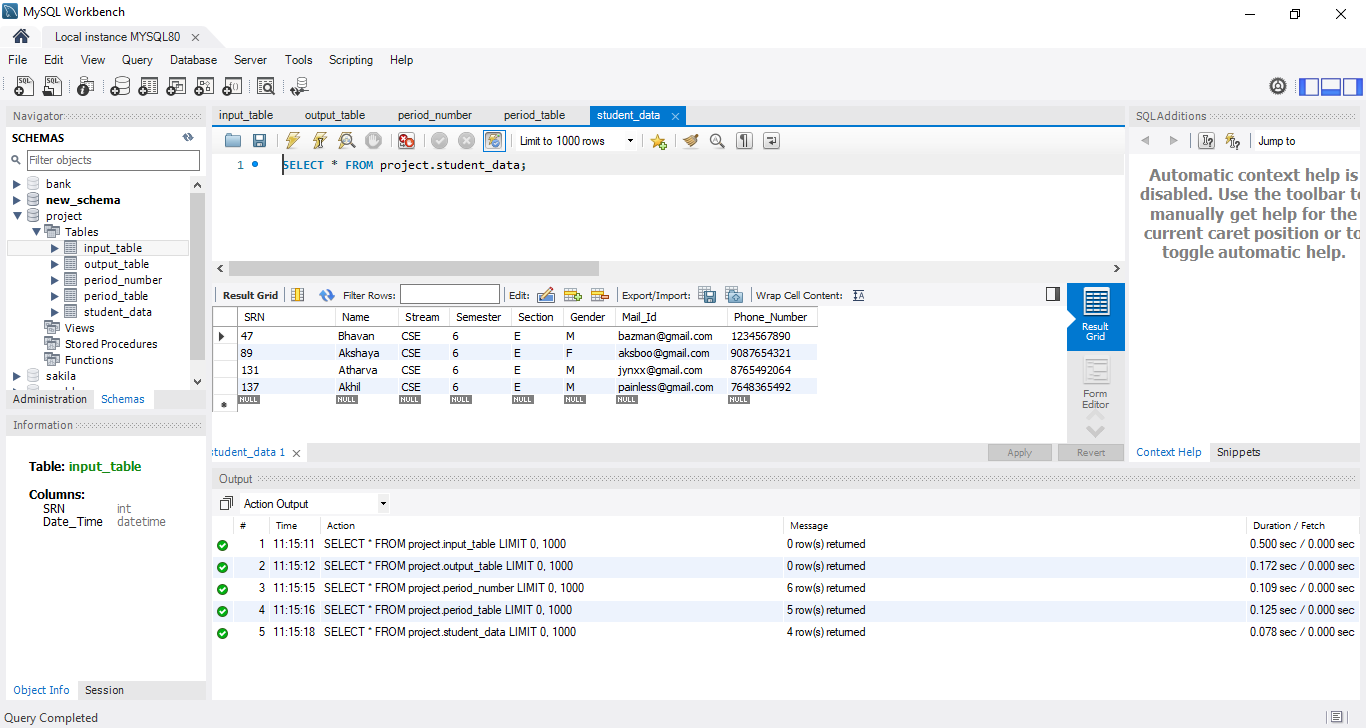 MySQL Workbench
Local instance MYSQL80
File Edit View Query Database Server Tools Scripting Help
Navigator
SCHEMAS
Filter objects
bank
new_schema
project
Tables
input_table
output_table
period_number
period_table
student_data
Views
Stored Procedures
Functions
sakila
Administration Schemas
Information
Table: input_table
Columns:
SRN int
Date_Time datetime
Object Info Session
input_table output_table period_number period_table student_data
Limit to 1000 rows
1 SELECT * FROM project.student_data;
Result Grid Filter Rows: Edit: Export/Import: Wrap Cell Content:
SRN Name Stream Semester Section Gender Mail_Id Phone_Number
47 Bhavan CSE 6 E M bazman@gmail.com 1234567890
89 Akshaya CSE 6 E F aksboo@gmail.com 9087654321
131 Atharva CSE 6 E M jynxx@gmail.com 8765492064
137 Akhil CSE 6 E M painless@gmail.com 7648365492
NULL NULL NULL NULL NULL NULL NULL NULL
Result
Grid
Form
Editor
student_data 1
Apply Revert
SQLAdditions
Jump to
Automatic context help is
disabled. Use the toolbar to
manually get help for the
current caret position or to
toggle automatic help.
Context Help Snippets
Output
Action Output
# Time Action Message Duration / Fetch
1 11:15:11 SELECT * FROM project.input_table LIMIT 0, 1000 0 row(s) returned 0.500 sec / 0.000 sec
2 11:15:12 SELECT * FROM project.output_table LIMIT 0, 1000 0 row(s) returned 0.172 sec / 0.000 sec
3 11:15:15 SELECT * FROM project.period_number LIMIT 0, 1000 6 row(s) returned 0.109 sec / 0.000 sec
4 11:15:16 SELECT * FROM project.period_table LIMIT 0, 1000 5 row(s) returned 0.125 sec / 0.000 sec
5 11:15:18 SELECT * FROM project.student_data LIMIT 0, 1000 4 row(s) returned 0.078 sec / 0.000 sec
Query Completed